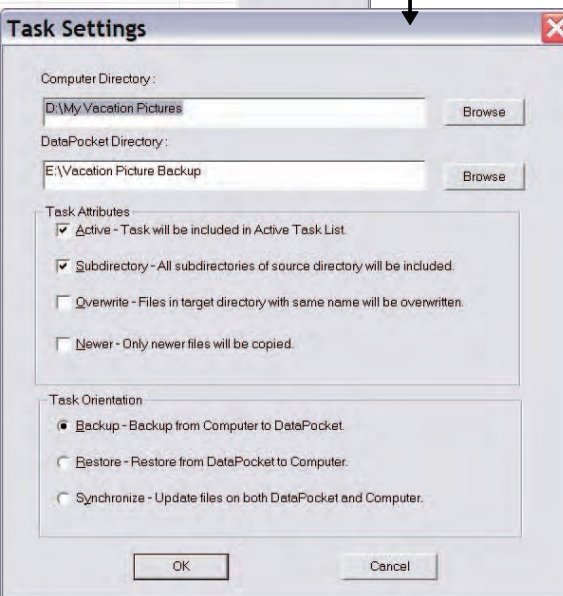 Task Settings
Computer Directory :
D:\My Vacation Pictures
Browse
DataPocket Directory :
E:\Vacation Picture Backup
Browse
Task Attributes
Active - Task will be included in Active Task List.
Subdirectory - All subdirectories of source directory will be included.
Overwrite - Files in target directory with same name will be overwritten.
Newer - Only newer files will be copied.
Task Orientation
Backup - Backup from Computer to DataPocket.
Restore - Restore from DataPocket to Computer.
Synchronize - Update files on both DataPocket and Computer.
OK
Cancel